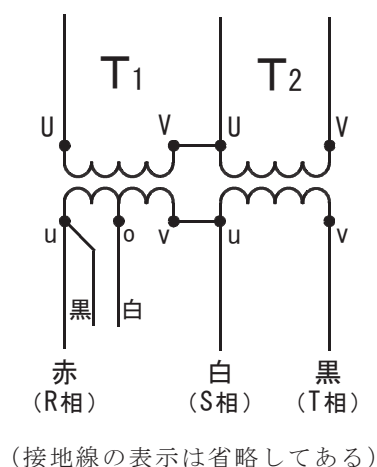 T1 T2
U V U V
u o v u v
黒 白
赤 白 黒
(R相) (S相) (T相)
(接地線の表示は省略してある)